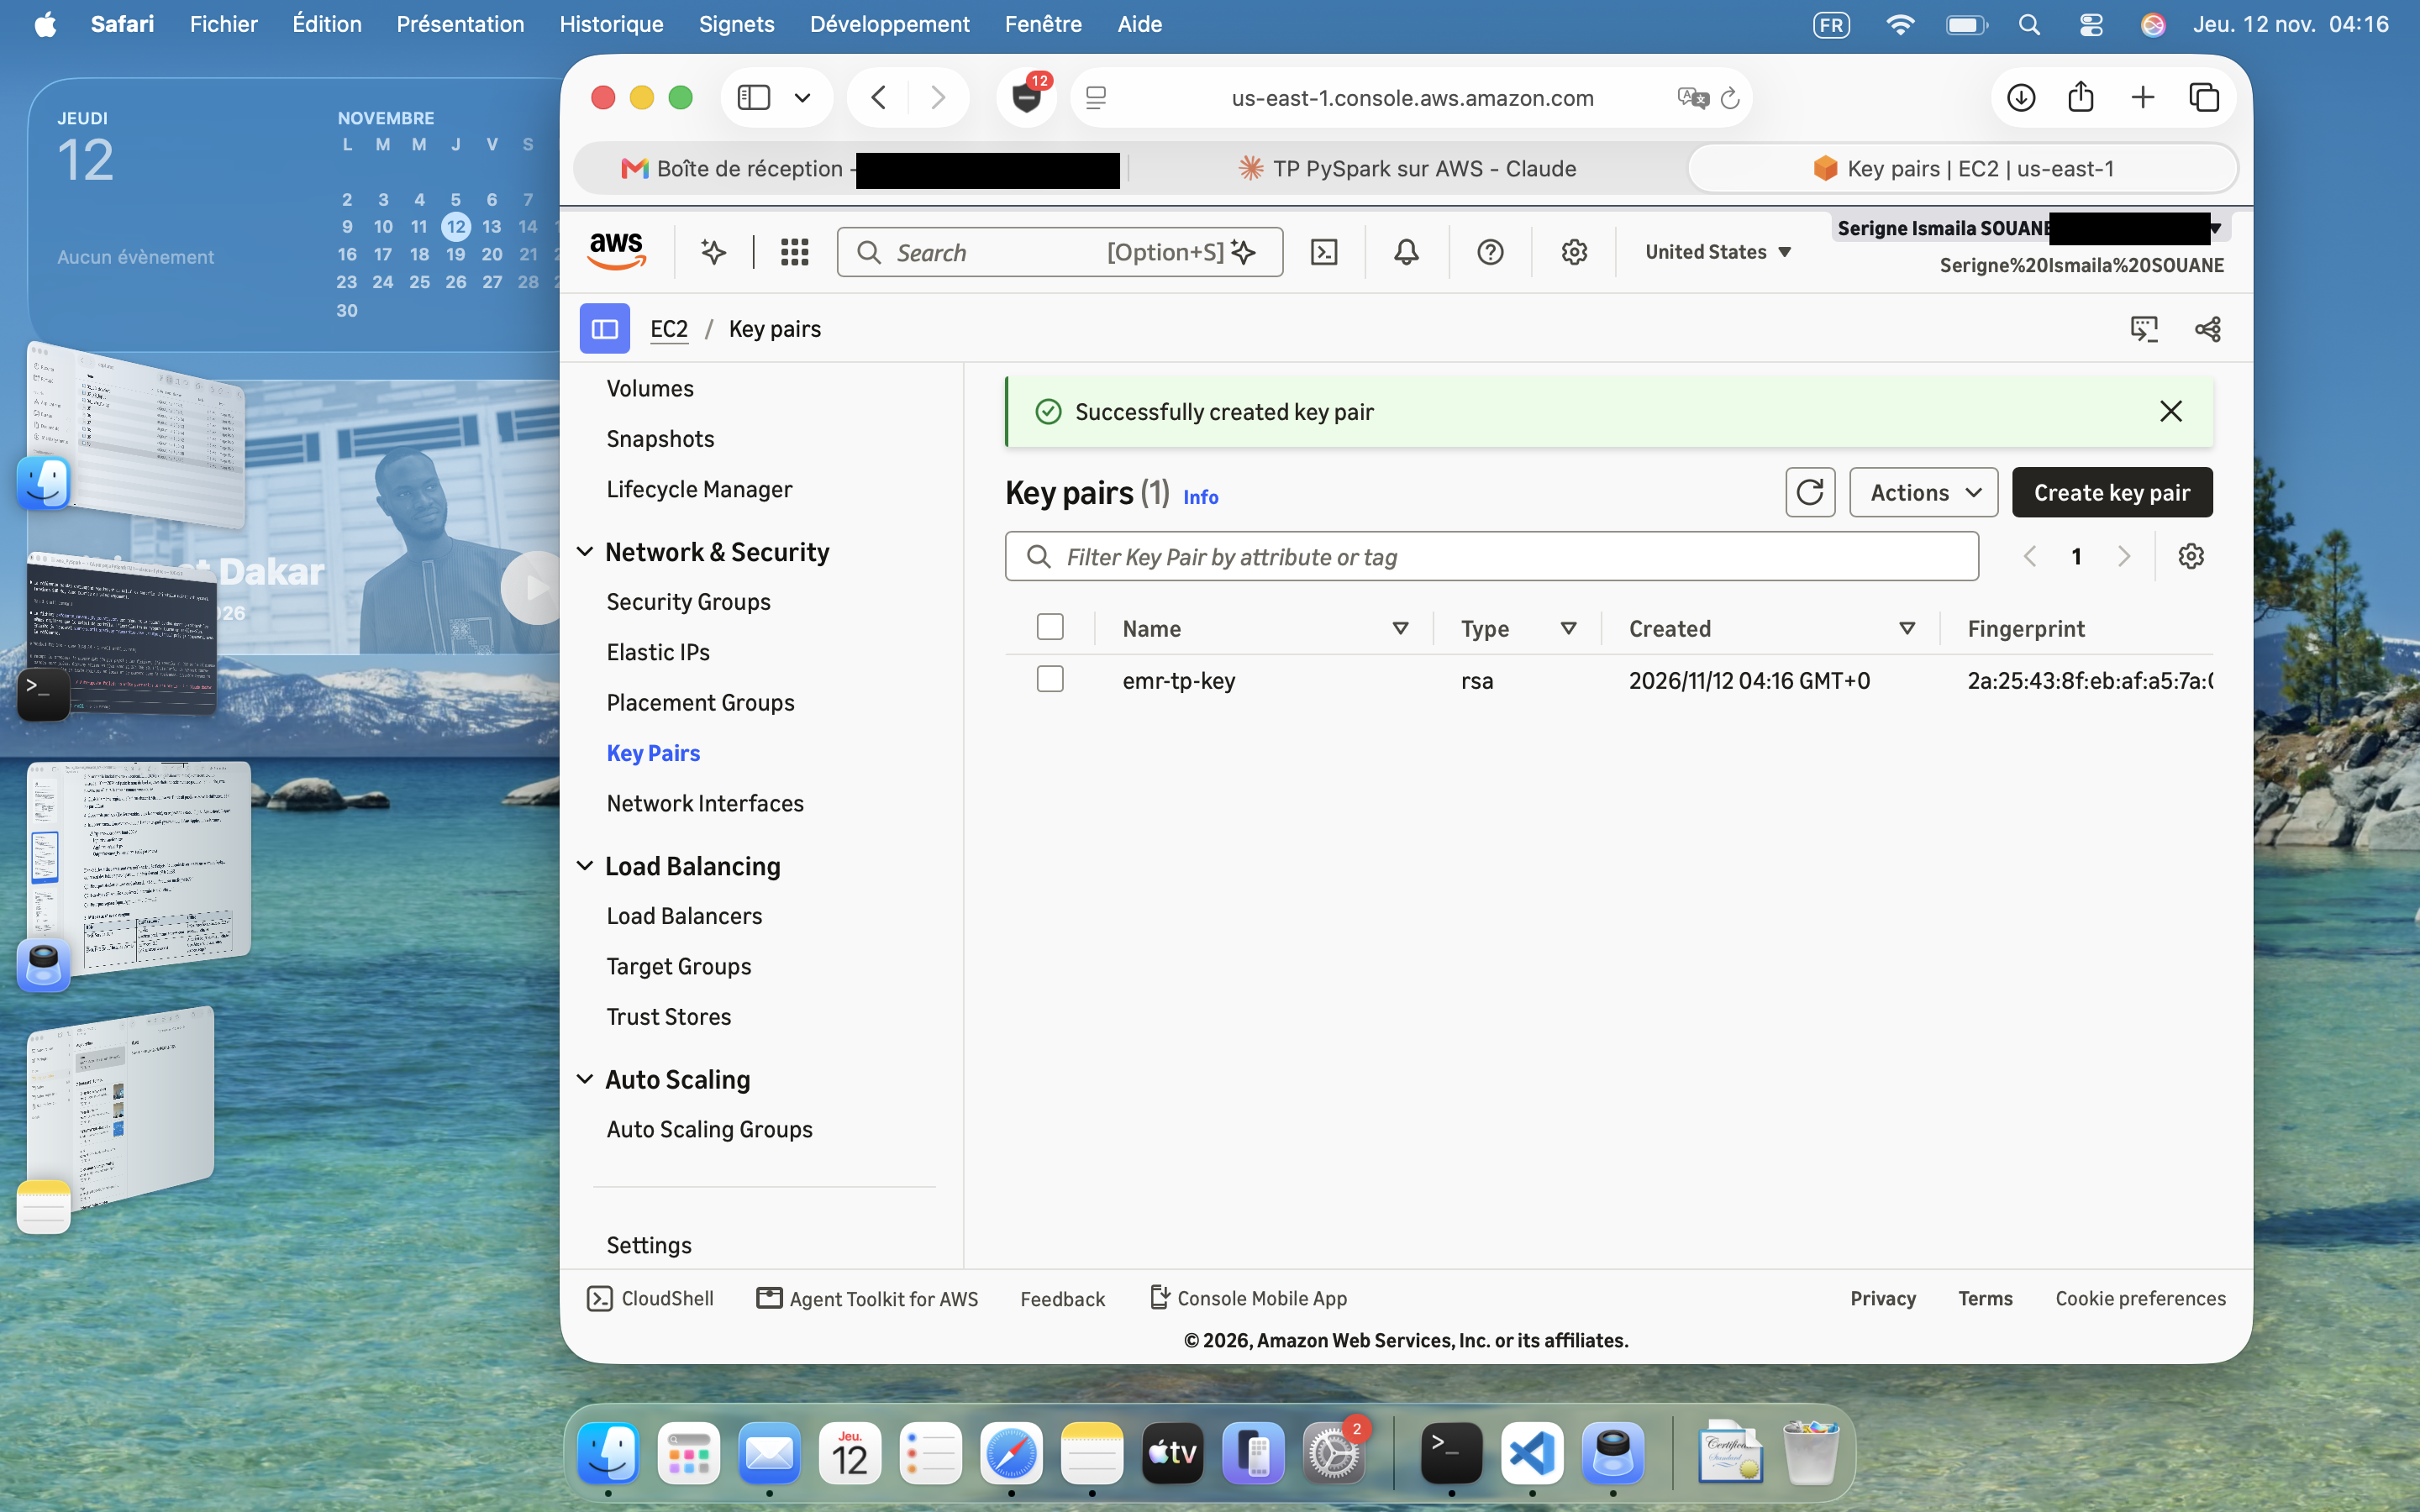 Safari Fichier Édition Présentation Historique Signets Développement Fenêtre Aide FR Jeu. 12 nov. 04:16
JEUDI
12
Aucun évènement
NOVEMBRE
L M M J V S
2 3 4 5 6 7
9 10 11 12 13 14
16 17 18 19 20 21
23 24 25 26 27 28
30
Dakar
12
us-east-1.console.aws.amazon.com
Boîte de réception -
TP PySpark sur AWS - Claude
Key pairs | EC2 | us-east-1
aws
Search [Option+S]
United States
Serigne Ismaila SOUANE
Serigne%20Ismaila%20SOUANE
EC2 / Key pairs
Volumes
Snapshots
Lifecycle Manager
Network & Security
Security Groups
Elastic IPs
Placement Groups
Key Pairs
Network Interfaces
Load Balancing
Load Balancers
Target Groups
Trust Stores
Auto Scaling
Auto Scaling Groups
Settings
Successfully created key pair
Key pairs (1) Info
Actions
Create key pair
Filter Key Pair by attribute or tag
1
Name Type Created Fingerprint
emr-tp-key rsa 2026/11/12 04:16 GMT+0 2a:25:43:8f:eb:af:a5:7a:
CloudShell Agent Toolkit for AWS Feedback Console Mobile App Privacy Terms Cookie preferences
© 2026, Amazon Web Services, Inc. or its affiliates.
Jeu.
12
tv
2